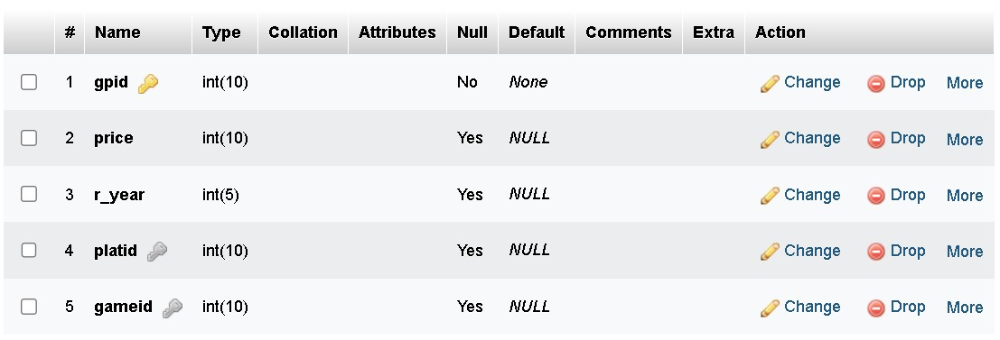 # Name Type Collation Attributes Null Default Comments Extra Action
1 gpid int(10) No None Change Drop More
2 price int(10) Yes NULL Change Drop More
3 r_year int(5) Yes NULL Change Drop More
4 platid int(10) Yes NULL Change Drop More
5 gameid int(10) Yes NULL Change Drop More